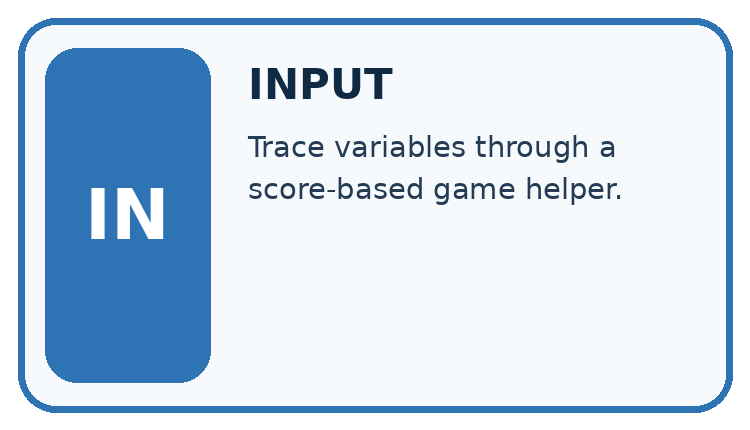 IN
INPUT
Trace variables through a
score-based game helper.